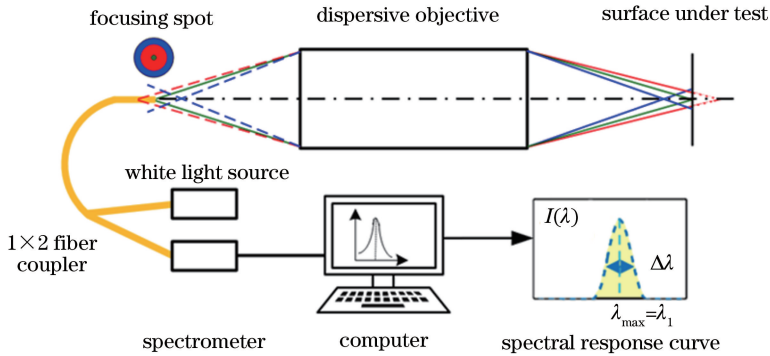 focusing spot
dispersive objective
surface under test
white light source
1×2 fiber
coupler
spectrometer
computer
I(λ)
Δλ
λmax=λ1
spectral response curve